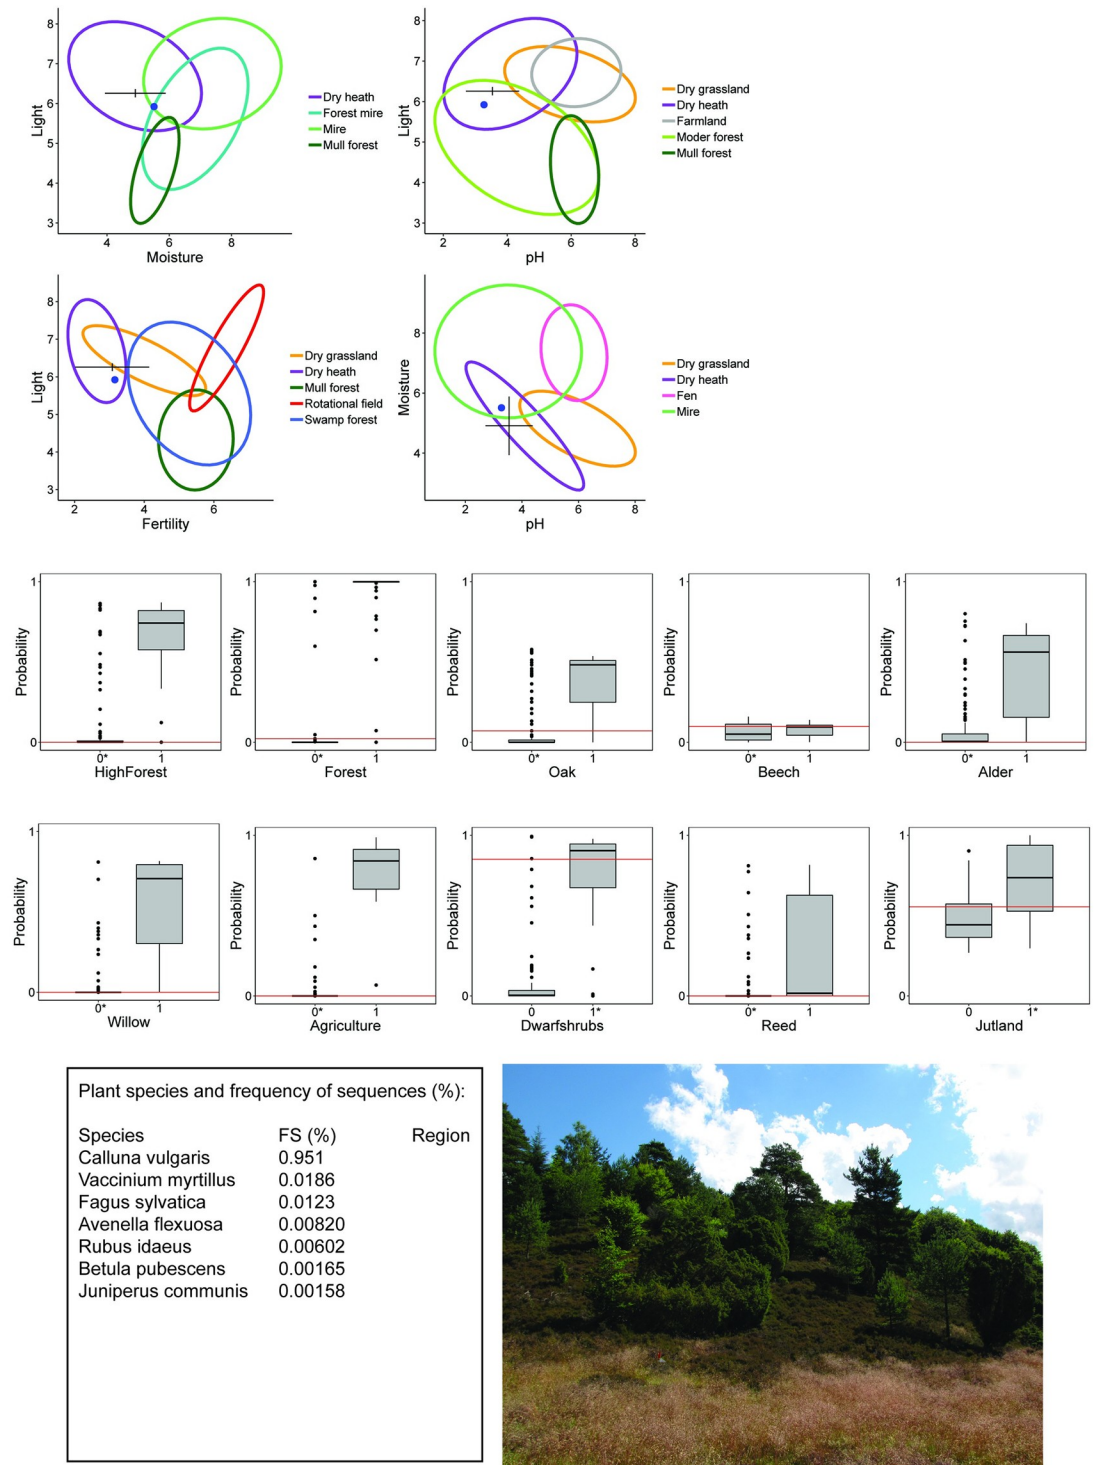 8
7
6
5
4
3
Light
4 6 8
Moisture
Dry heath
Forest mire
Mire
Mull forest
8
7
6
5
4
3
Light
2 4 6 8
pH
Dry grassland
Dry heath
Farmland
Moder forest
Mull forest
8
7
6
5
4
3
Light
2 4 6
Fertility
Dry grassland
Dry heath
Mull forest
Rotational field
Swamp forest
8
6
4
Moisture
2 4 6 8
pH
Dry grassland
Dry heath
Fen
Mire
1
Probability
0
0* 1
HighForest
1
Probability
0
0* 1
Forest
1
Probability
0
0* 1
Oak
1
Probability
0
0* 1
Beech
1
Probability
0
0* 1
Alder
1
Probability
0
0* 1
Willow
1
Probability
0
0* 1
Agriculture
1
Probability
0
0 1*
Dwarfshrubs
1
Probability
0
0* 1
Reed
1
Probability
0
0 1*
Jutland
Plant species and frequency of sequences (%):
Species FS (%) Region
Calluna vulgaris 0.951
Vaccinium myrtillus 0.0186
Fagus sylvatica 0.0123
Avenella flexuosa 0.00820
Rubus idaeus 0.00602
Betula pubescens 0.00165
Juniperus communis 0.00158